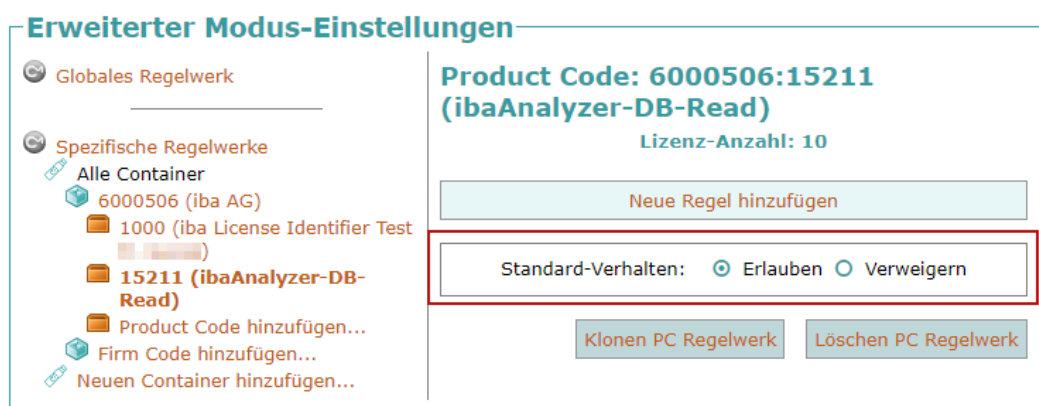 Erweiterter Modus-Einstellungen
Globales Regelwerk
Spezifische Regelwerke
Alle Container
6000506 (iba AG)
1000 (iba License Identifier Test
)
15211 (ibaAnalyzer-DB-
Read)
Product Code hinzufügen...
Firm Code hinzufügen...
Neuen Container hinzufügen...
Product Code: 6000506:15211
(ibaAnalyzer-DB-Read)
Lizenz-Anzahl: 10
Neue Regel hinzufügen
Standard-Verhalten: Erlauben Verweigern
Klonen PC Regelwerk Löschen PC Regelwerk